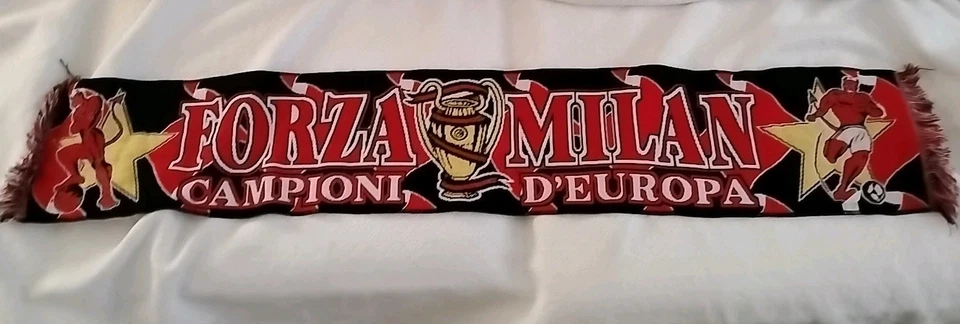 FORZA MILAN
CAMPIONI D'EUROPA